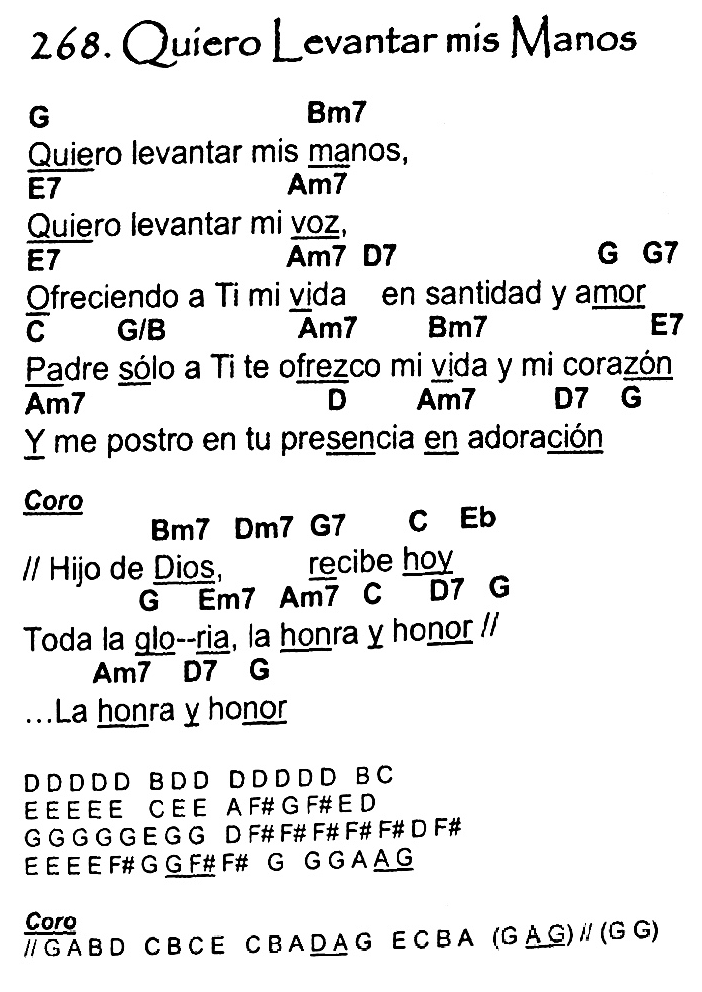 268. Quiero Levantar mis Manos
G Bm7
Quiero levantar mis manos,
E7 Am7
Quiero levantar mi voz,
E7 Am7 D7 G G7
Ofreciendo a Ti mi vida en santidad y amor
C G/B Am7 Bm7 E7
Padre sólo a Ti te ofrezco mi vida y mi corazón
Am7 D Am7 D7 G
Y me postro en tu presencia en adoración
Coro
Bm7 Dm7 G7 C Eb
// Hijo de Dios, recibe hoy
G Em7 Am7 C D7 G
Toda la glo--ria, la honra y honor //
Am7 D7 G
...La honra y honor
D D D D D B D D D D D D D B C
E E E E E C E E A F# G F# E D
G G G G G E G G D F# F# F# F# F# D F#
E E E E F# G G F# F# G G G A A G
Coro
// G A B D C B C E C B A D A G E C B A (G A G) // (G G)